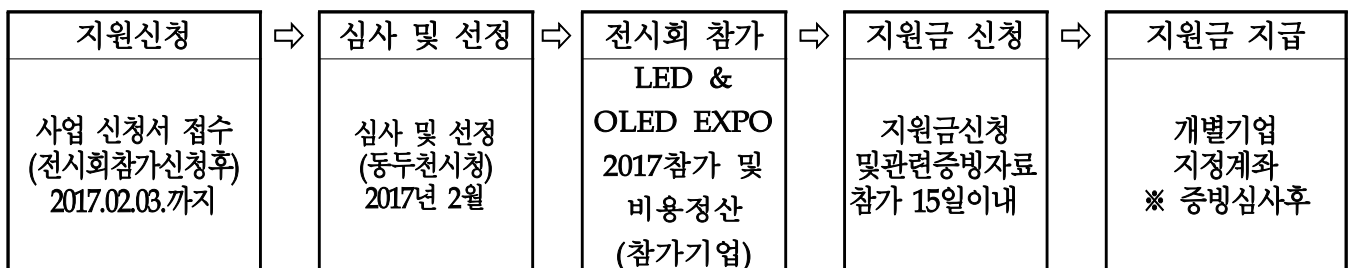 지원신청
사업 신청서 접수
(전시회참가신청후)
2017.02.03.까지
⇨
심사 및 선정
심사 및 선정
(동두천시청)
2017년 2월
⇨
전시회 참가
LED &
OLED EXPO
2017참가 및
비용정산
(참가기업)
⇨
지원금 신청
지원금신청
및관련증빙자료
참가 15일이내
⇨
지원금 지급
개별기업
지정계좌
※ 증빙심사후